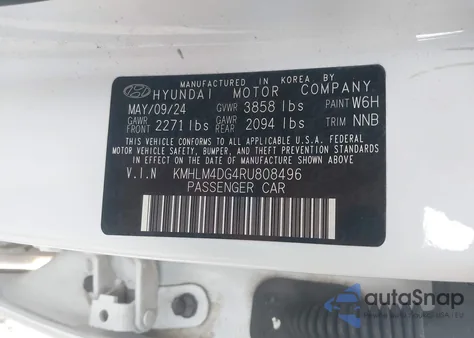 MANUFACTURED IN KOREA BY
HYUNDAI MOTOR COMPANY
MAY/09/24 GVWR 3858 lbs PAINT W6H
GAWR FRONT 2271 lbs GAWR REAR 2094 lbs TRIM NNB
THIS VEHICLE CONFORMS TO ALL APPLICABLE U.S.A. FEDERAL
MOTOR VEHICLE SAFETY, BUMPER, AND THEFT PREVENTION STANDARDS
IN EFFECT ON THE DATE OF MANUFACTURE SHOWN ABOVE.
V.I.N KMHLM4DG4RU808496
PASSENGER CAR
autoSnap